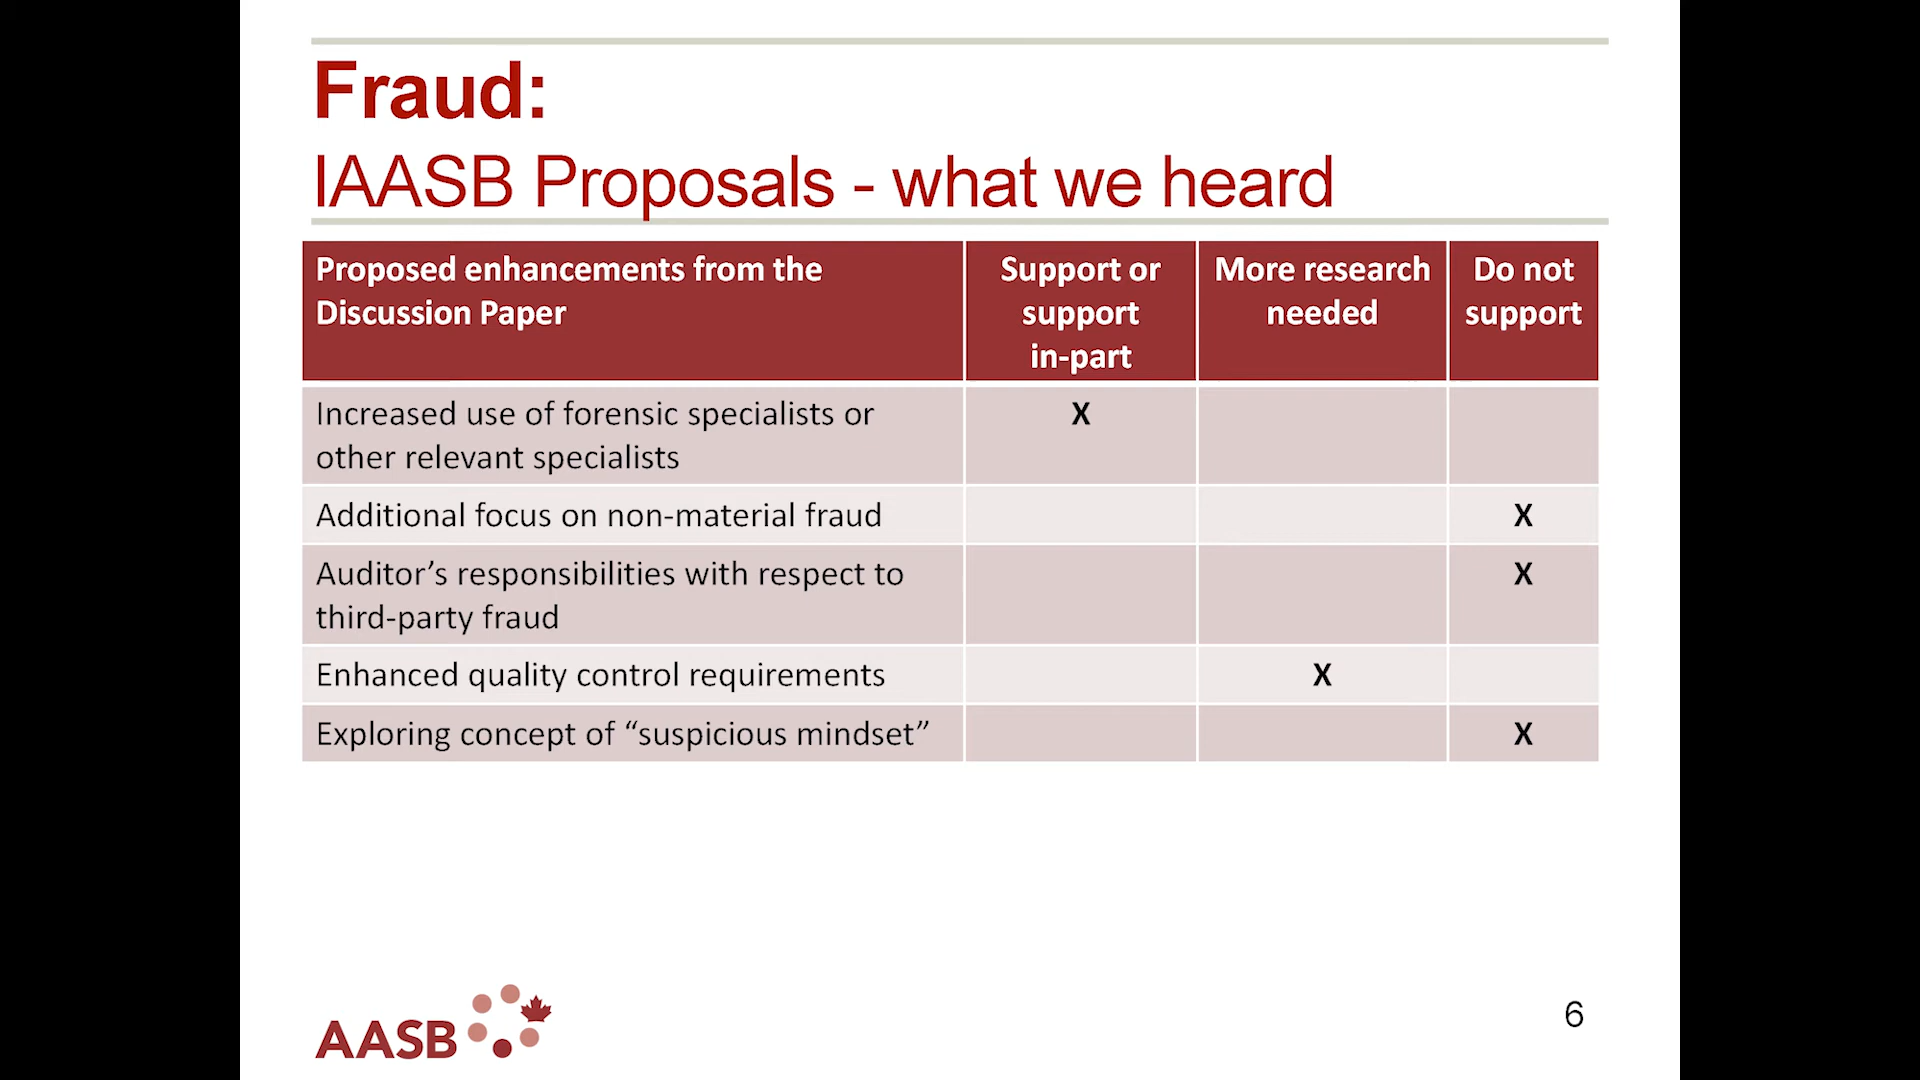 Fraud:
IAASB Proposals - what we heard
Proposed enhancements from the
Discussion Paper
Support or
support
in-part
More research
needed
Do not
support
Increased use of forensic specialists or
other relevant specialists
X
Additional focus on non-material fraud
X
Auditor’s responsibilities with respect to
third-party fraud
X
Enhanced quality control requirements
X
Exploring concept of “suspicious mindset”
X
AASB
6